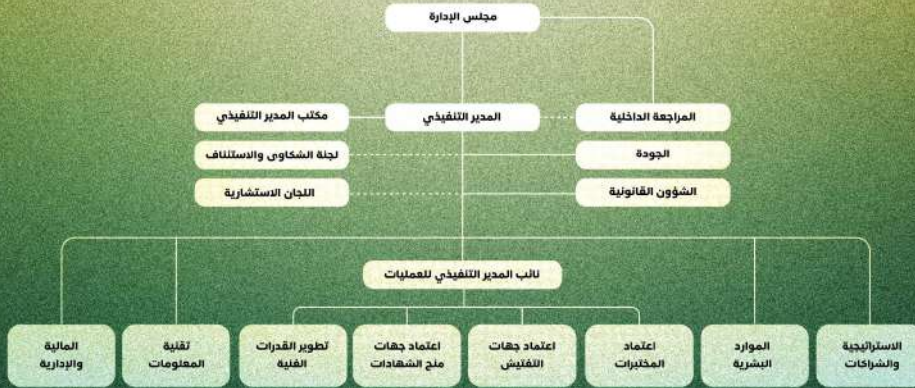 مجلس الإدارة
المراجعة الداخلية
المدير التنفيذي
مكتب المدير التنفيذي
الجودة
لجنة الشكاوى والاستئناف
الشؤون القانونية
اللجان الاستشارية
نائب المدير التنفيذي للعمليات
الاستراتيجية
والشراكات
الموارد
البشرية
اعتماد
المختبرات
اعتماد جهات
التفتيش
اعتماد جهات
منح الشهادات
تطوير القدرات
الفنية
تقنية
المعلومات
المالية
والإدارية